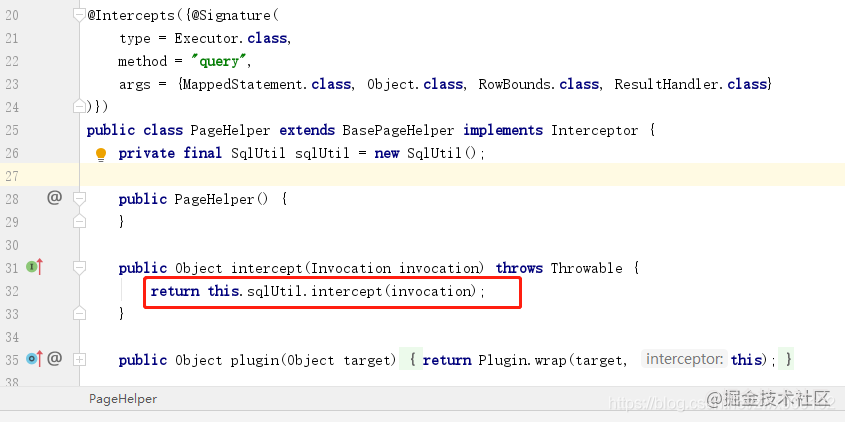 20 @Intercepts({@Signature(
21 type = Executor.class,
22 method = "query",
23 args = {MappedStatement.class, Object.class, RowBounds.class, ResultHandler.class}
24 )})
25 public class PageHelper extends BasePageHelper implements Interceptor {
26 private final SqlUtil sqlUtil = new SqlUtil();
27
28 @ public PageHelper() {
29 }
30
31 public Object intercept(Invocation invocation) throws Throwable {
32 return this.sqlUtil.intercept(invocation);
33 }
34
35 @ public Object plugin(Object target) { return Plugin.wrap(target, interceptor: this); }
38
PageHelper
@掘金技术社区